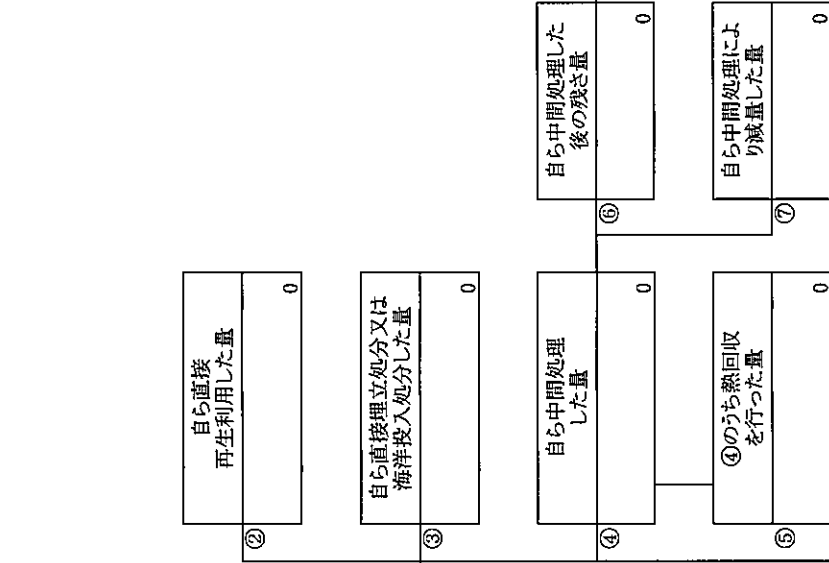 ②
自ら直接
再生利用した量
0
③
自ら直接埋立処分又は
海洋投入処分した量
0
④
自ら中間処理
した量
0
⑤
④のうち熱回収
を行った量
0
⑥
自ら中間処理した
後の残さ量
0
⑦
自ら中間処理によ
り減量した量
0